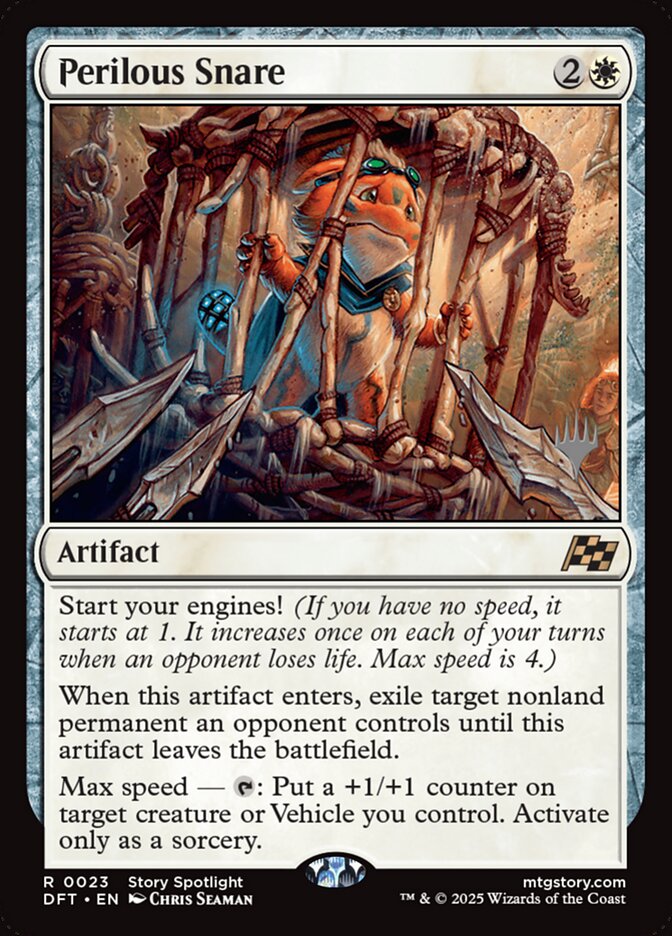 Perilous Snare 2
Artifact
Start your engines! (If you have no speed, it
starts at 1. It increases once on each of your turns
when an opponent loses life. Max speed is 4.)
When this artifact enters, exile target nonland
permanent an opponent controls until this
artifact leaves the battlefield.
Max speed — : Put a +1/+1 counter on
target creature or Vehicle you control. Activate
only as a sorcery.
R 0023 Story Spotlight mtgstory.com
DFT • EN Chris Seaman ™ & © 2025 Wizards of the Coast